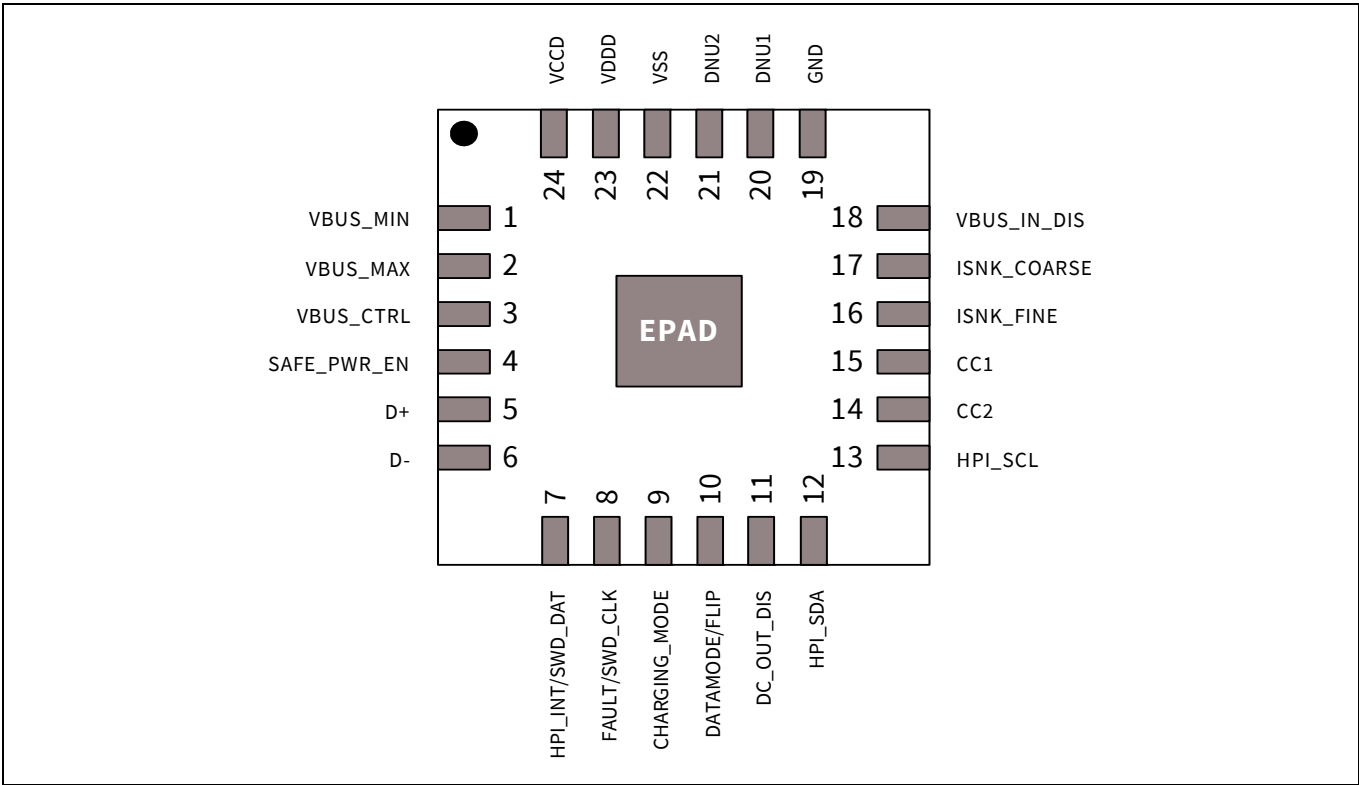 VCCD
VDDD
VSS
DNU2
DNU1
GND
24
23
22
21
20
19
VBUS_MIN 1
VBUS_MAX 2
VBUS_CTRL 3
SAFE_PWR_EN 4
D+ 5
D- 6
18 VBUS_IN_DIS
17 ISNK_COARSE
16 ISNK_FINE
15 CC1
14 CC2
13 HPI_SCL
EPAD
7
8
9
10
11
12
HPI_INT/SWD_DAT
FAULT/SWD_CLK
CHARGING_MODE
DATAMODE/FLIP
DC_OUT_DIS
HPI_SDA